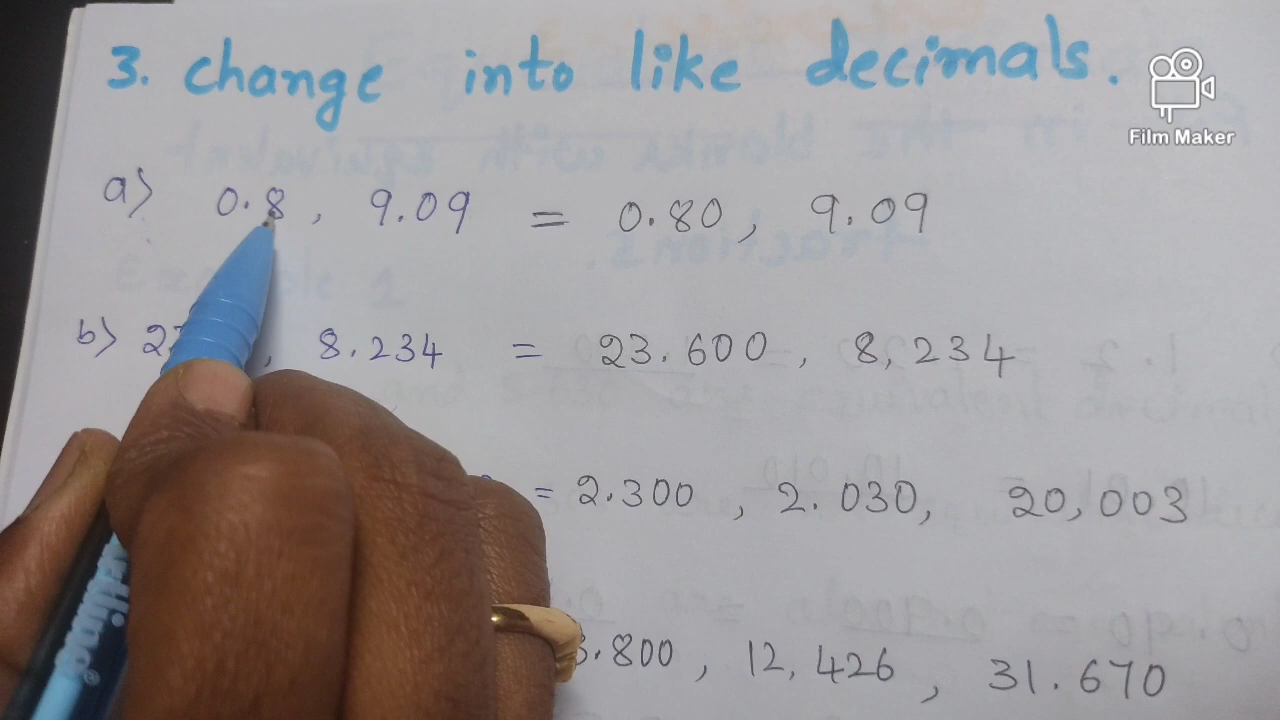 3. change into like decimals.
Film Maker
a) 0.8, 9.09 = 0.80, 9.09
b) , 8.234 = 23.600, 8,234
= 2.300, 2.030, 20,003
.800, 12,426, 31.670
artline